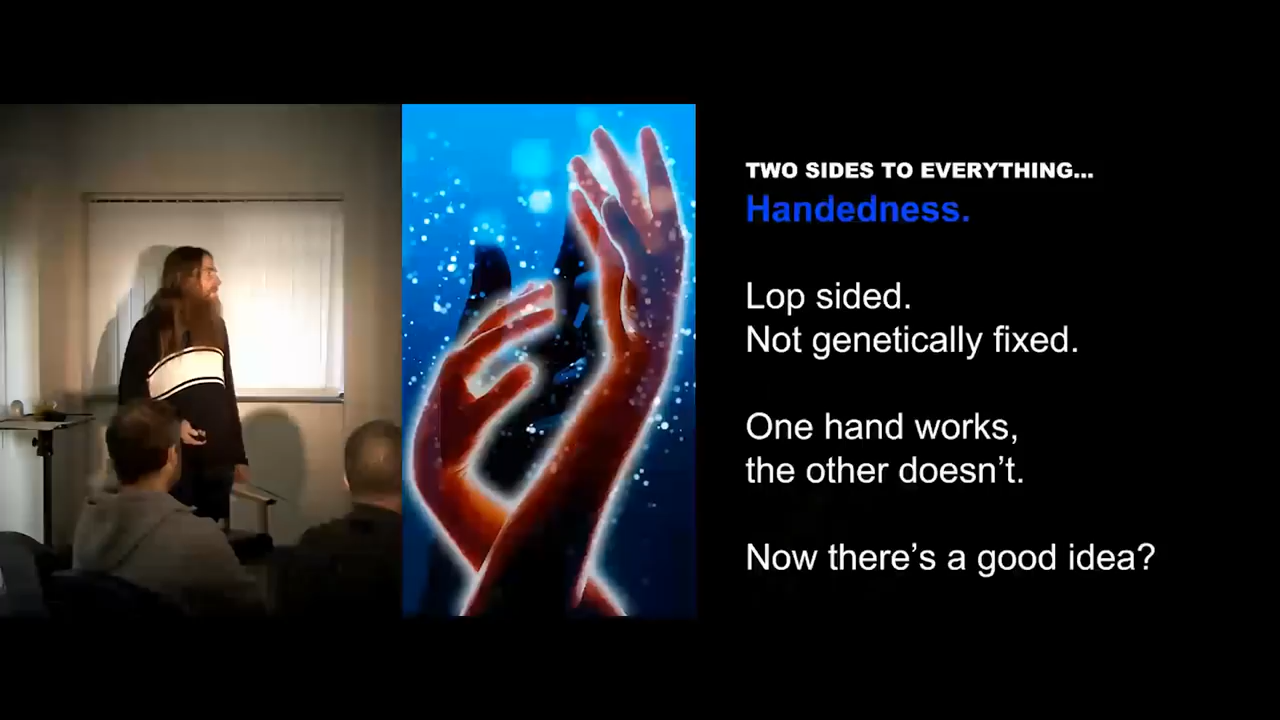 TWO SIDES TO EVERYTHING...
Handedness.
Lop sided.
Not genetically fixed.
One hand works,
the other doesn’t.
Now there’s a good idea?